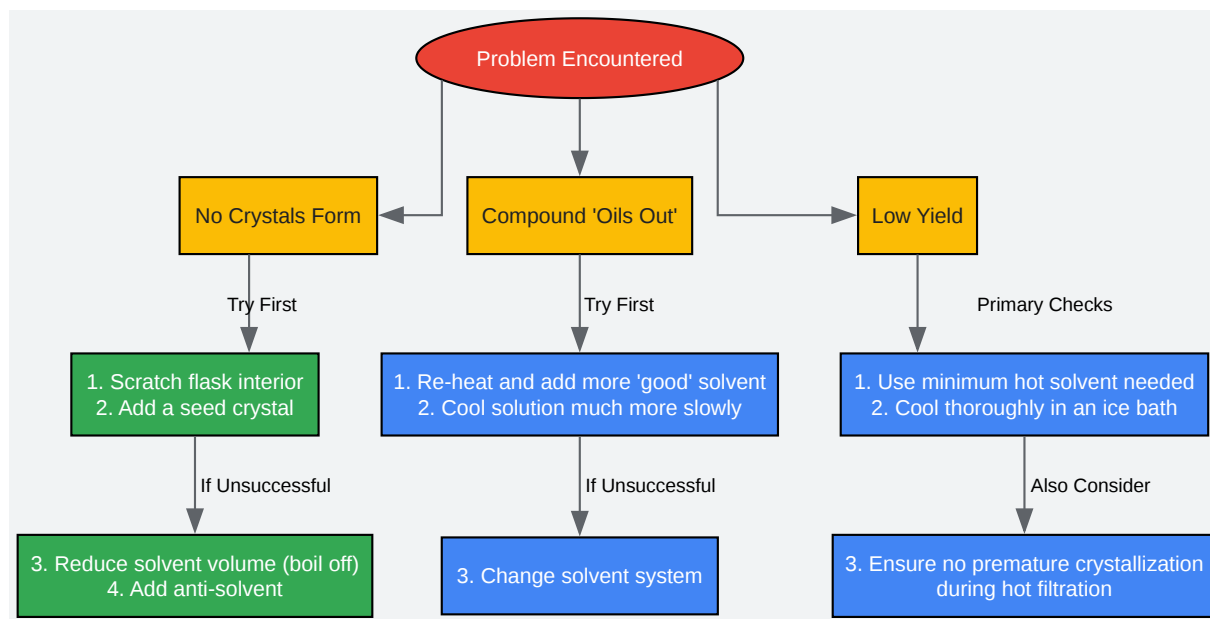 Problem Encountered
No Crystals Form
Compound 'Oils Out'
Low Yield
Try First
Try First
Primary Checks
1. Scratch flask interior
2. Add a seed crystal
1. Re-heat and add more 'good' solvent
2. Cool solution much more slowly
1. Use minimum hot solvent needed
2. Cool thoroughly in an ice bath
If Unsuccessful
If Unsuccessful
Also Consider
3. Reduce solvent volume (boil off)
4. Add anti-solvent
3. Change solvent system
3. Ensure no premature crystallization
during hot filtration